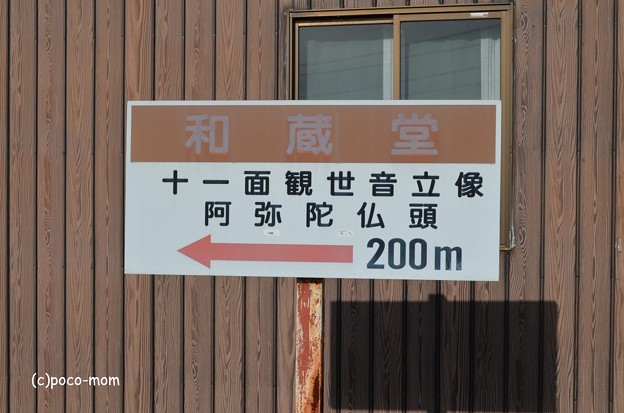 和蔵堂
十一面観世音立像
阿弥陀仏頭
200m
(c)poco-mom